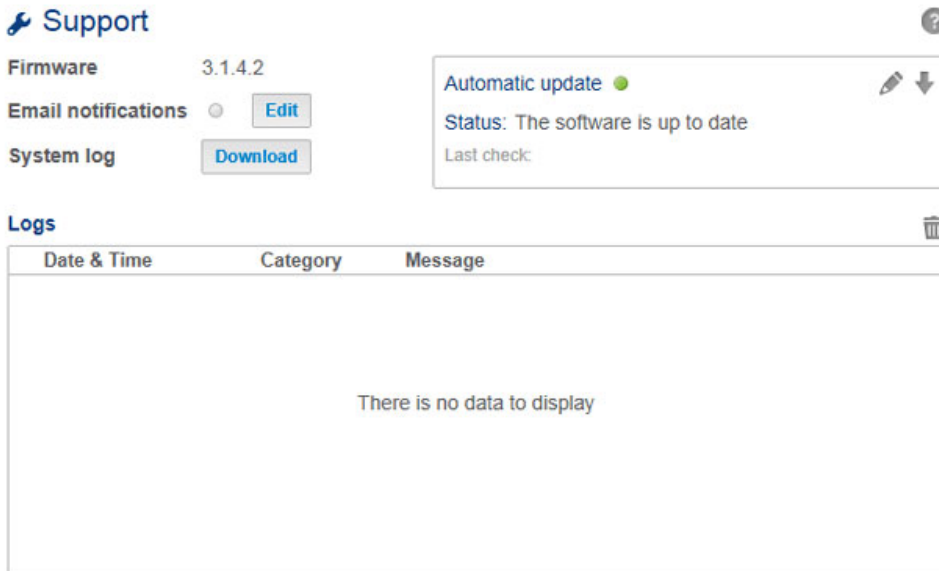 Support
Firmware 3.1.4.2
Email notifications Edit
System log Download
Automatic update
Status: The software is up to date
Last check:
Logs
Date & Time Category Message
There is no data to display